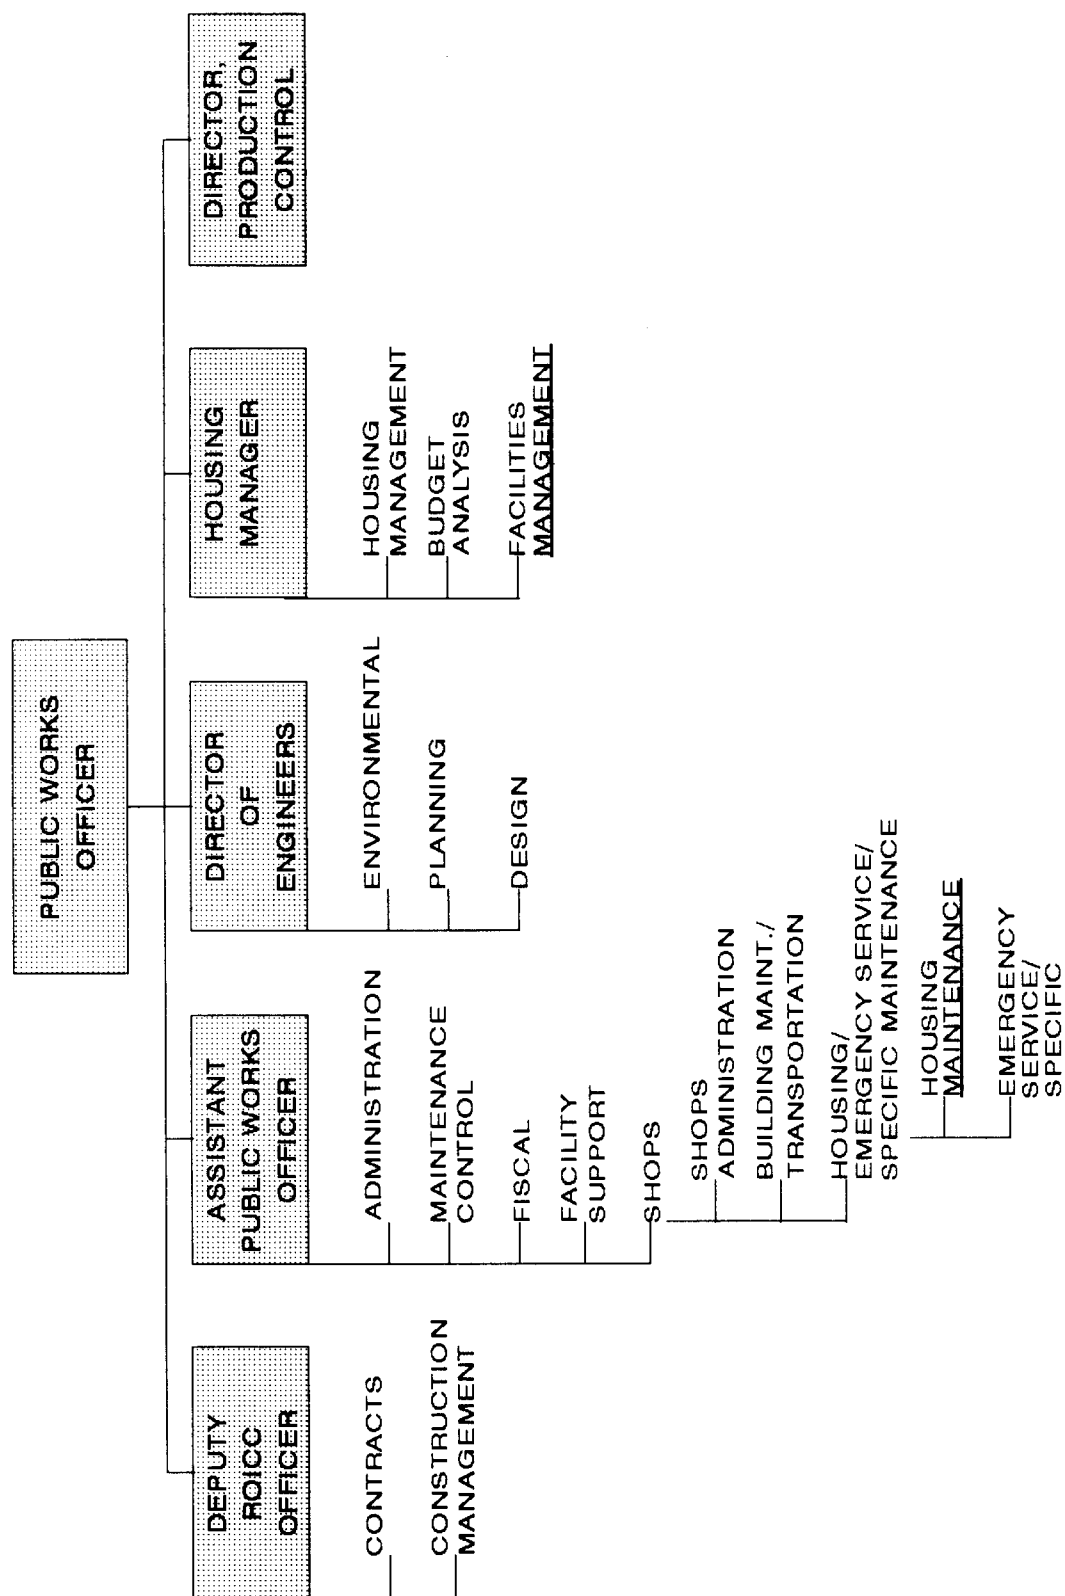 PUBLIC WORKS
OFFICER
DEPUTY
ROICC
OFFICER
CONTRACTS
CONSTRUCTION
MANAGEMENT
ASSISTANT
PUBLIC WORKS
OFFICER
ADMINISTRATION
MAINTENANCE
CONTROL
FISCAL
FACILITY
SUPPORT
SHOPS
SHOPS
ADMINISTRATION
BUILDING MAINT./
TRANSPORTATION
HOUSING/
EMERGENCY SERVICE/
SPECIFIC MAINTENANCE
HOUSING
MAINTENANCE
EMERGENCY
SERVICE/
SPECIFIC
DIRECTOR
OF
ENGINEERS
ENVIRONMENTAL
PLANNING
DESIGN
HOUSING
MANAGER
HOUSING
MANAGEMENT
BUDGET
ANALYSIS
FACILITIES
MANAGEMENT
DIRECTOR,
PRODUCTION
CONTROL